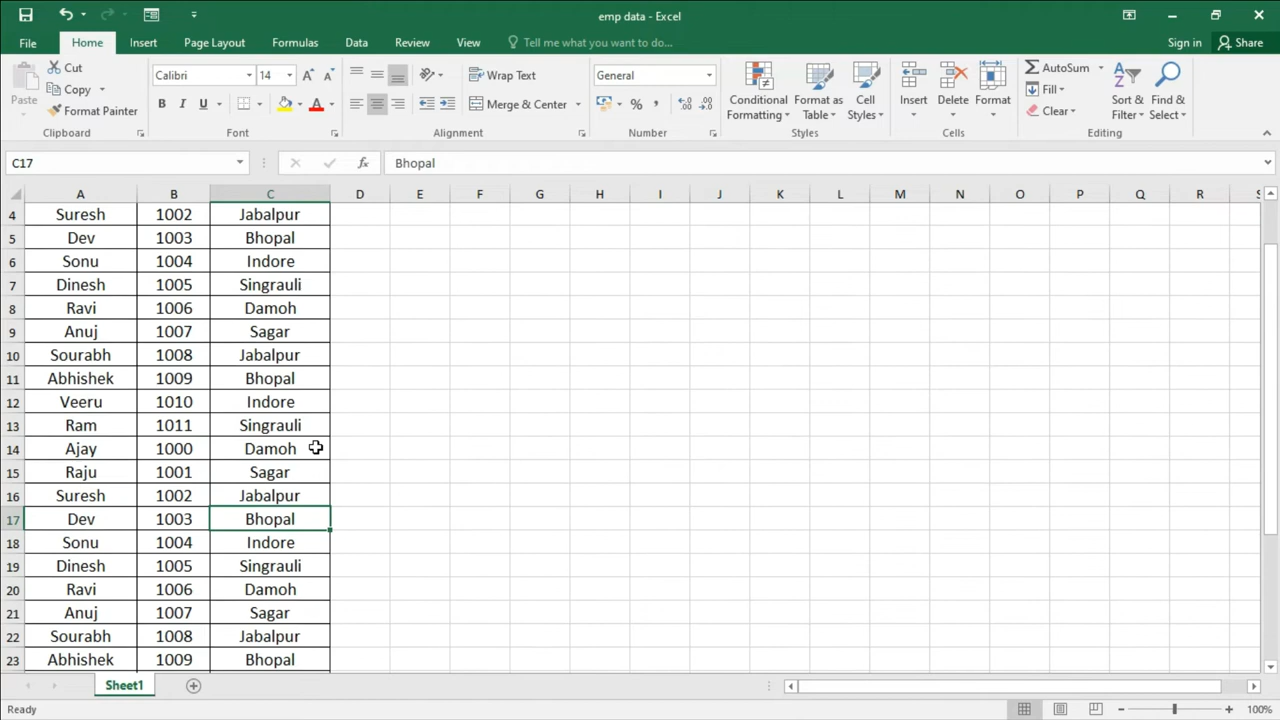 emp data - Excel
File Home Insert Page Layout Formulas Data Review View Tell me what you want to do... Sign in Share
Paste Cut Copy Format Painter Clipboard
Calibri 14 A A B I U A Font
Wrap Text Merge & Center Alignment
General % , Number
Conditional Formatting Format as Table Cell Styles Styles
Insert Delete Format Cells
AutoSum Fill Clear Sort & Filter Find & Select Editing
C17 fx Bhopal
A B C D E F G H I J K L M N O P Q R S
4 Suresh 1002 Jabalpur
5 Dev 1003 Bhopal
6 Sonu 1004 Indore
7 Dinesh 1005 Singrauli
8 Ravi 1006 Damoh
9 Anuj 1007 Sagar
10 Sourabh 1008 Jabalpur
11 Abhishek 1009 Bhopal
12 Veeru 1010 Indore
13 Ram 1011 Singrauli
14 Ajay 1000 Damoh
15 Raju 1001 Sagar
16 Suresh 1002 Jabalpur
17 Dev 1003 Bhopal
18 Sonu 1004 Indore
19 Dinesh 1005 Singrauli
20 Ravi 1006 Damoh
21 Anuj 1007 Sagar
22 Sourabh 1008 Jabalpur
23 Abhishek 1009 Bhopal
Sheet1
Ready 100%